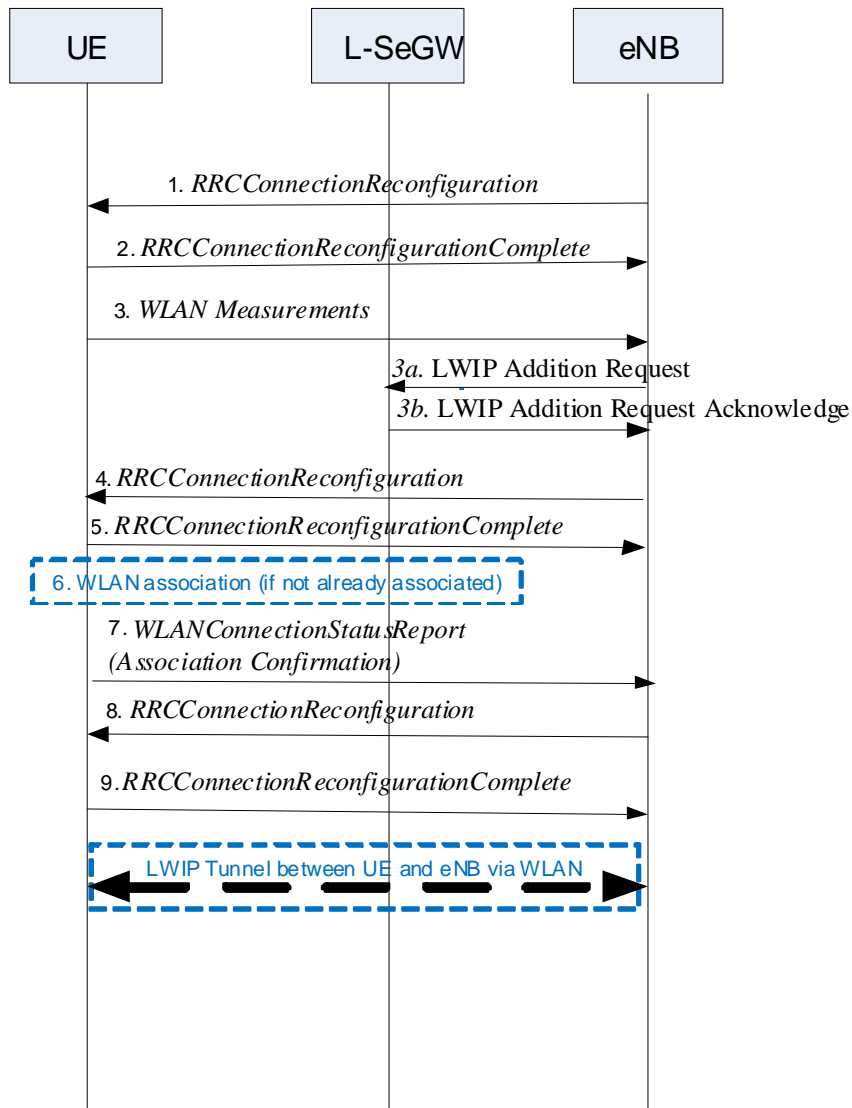 UE
L-SeGW
eNB
1. RRCConnectionReconfiguration
2. RRCConnectionReconfigurationComplete
3. WLAN Measurements
3a. LWIP Addition Request
3b. LWIP Addition Request Acknowledge
4. RRCConnectionReconfiguration
5. RRCConnectionReconfigurationComplete
6. WLAN association (if not already associated)
7. WLANConnectionStatusReport
(Association Confirmation)
8. RRCConnectionReconfiguration
9. RRCConnectionReconfigurationComplete
LWIP Tunnel between UE and eNB via WLAN